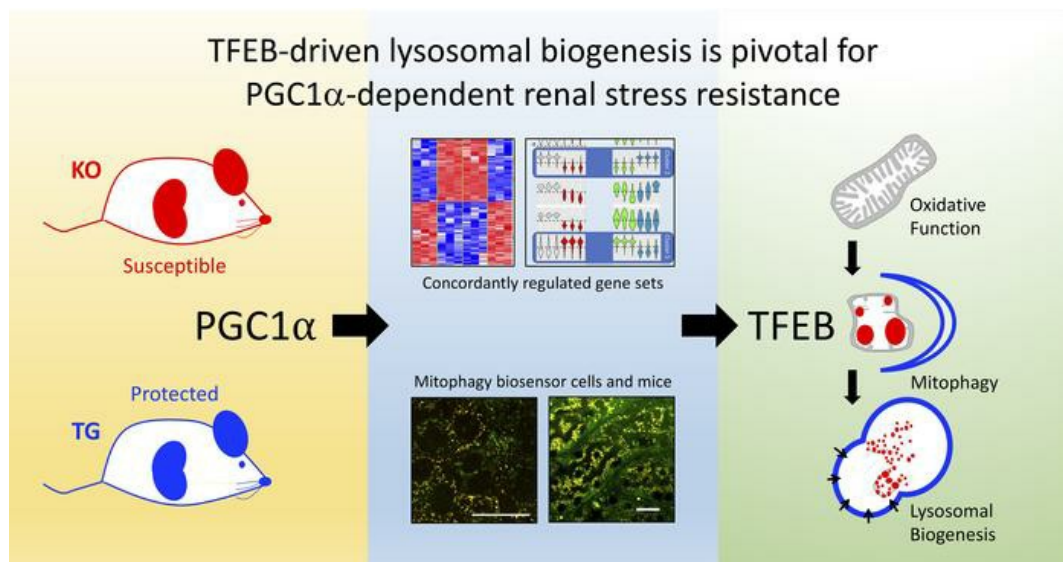 TFEB-driven lysosomal biogenesis is pivotal for
PGC1α-dependent renal stress resistance
KO
Susceptible
PGC1α
Protected
TG
Concordantly regulated gene sets
Mitophagy biosensor cells and mice
TFEB
Oxidative
Function
Mitophagy
Lysosomal
Biogenesis